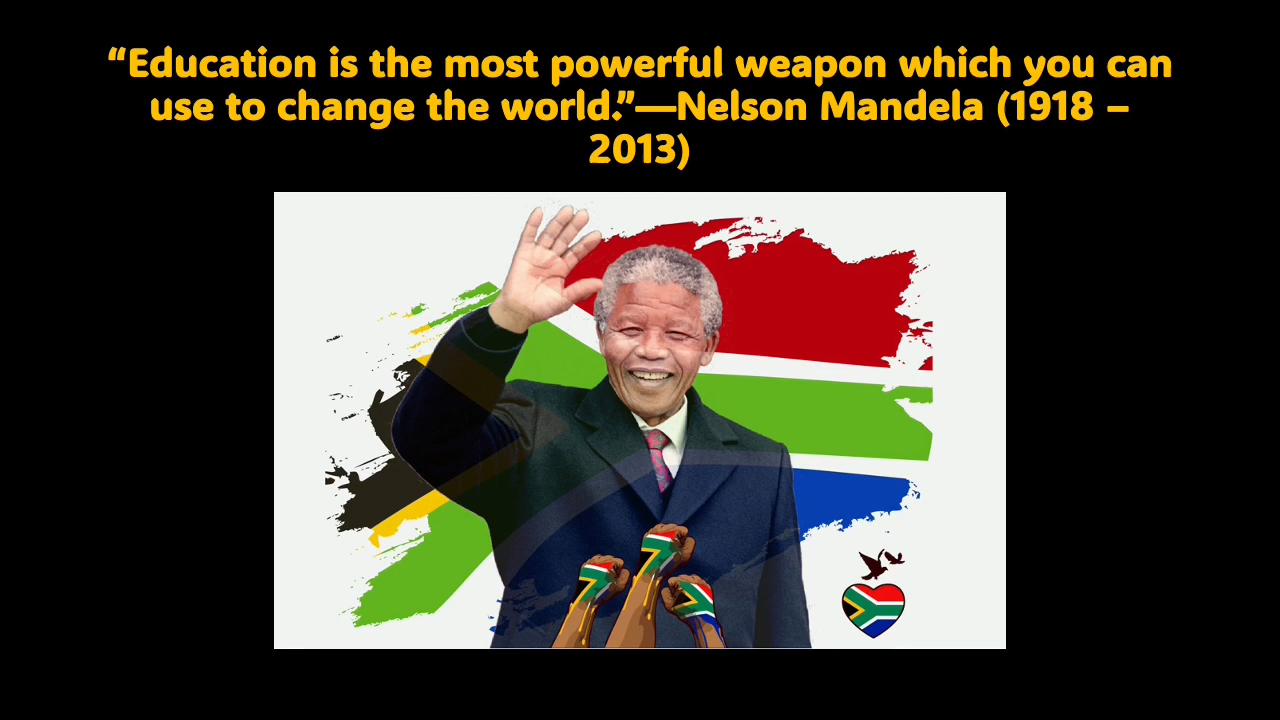 “Education is the most powerful weapon which you can
use to change the world.”—Nelson Mandela (1918 –
2013)